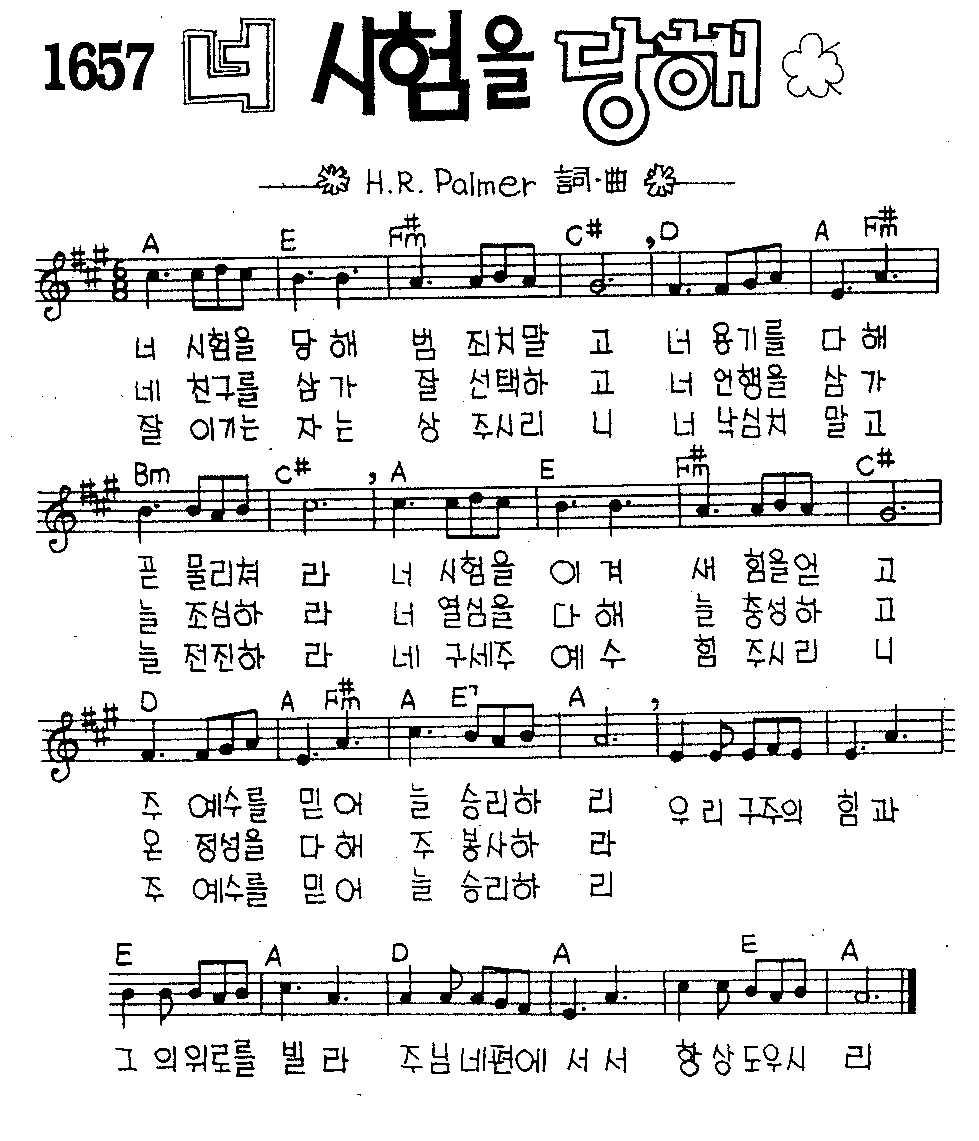 1657 너 시험을 당해
H.R. Palmer 詞·曲
A E F#m C# D A F#m
너 시험을 당해 범 죄치말 고 너 용기를 다해
네 친구를 삼가 잘 선택하 고 너 언행을 삼가
잘 이기는 자는 상 주시리 니 너 낙심치 말고
Bm C# A E F#m C#
곧 물리쳐 라 너 시험을 이겨 새 힘을얻 고
늘 조심하 라 너 열심을 다해 늘 충성하 고
늘 전진하 라 네 구세주 예수 힘 주시리 니
D A F#m A E7 A
주 예수를 믿어 늘 승리하 리 우리구주의 힘과
온 정성을 다해 주 봉사하 라
주 예수를 믿어 늘 승리하 리
E A D A E A
그 의위로를 빌라 주님네편에 서서 항상도우시 리